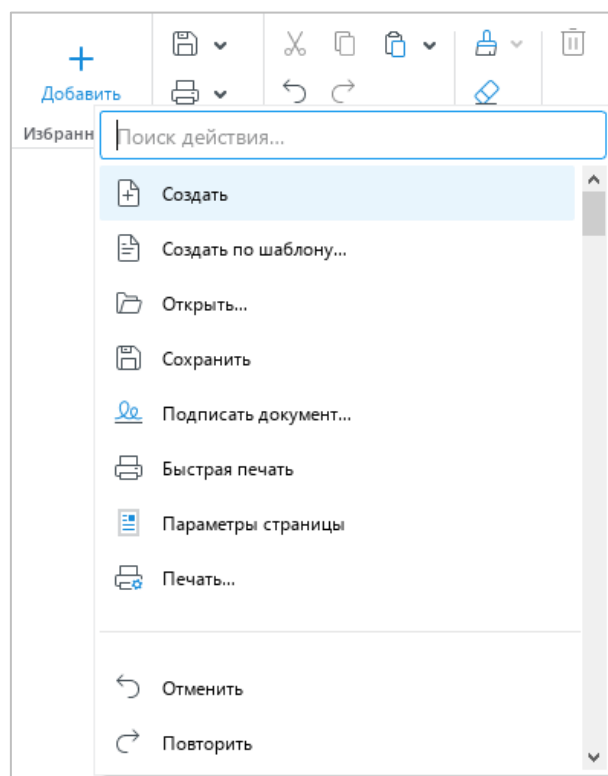 Добавить
Избранн
Поиск действия...
Создать
Создать по шаблону...
Открыть...
Сохранить
Подписать документ...
Быстрая печать
Параметры страницы
Печать...
Отменить
Повторить